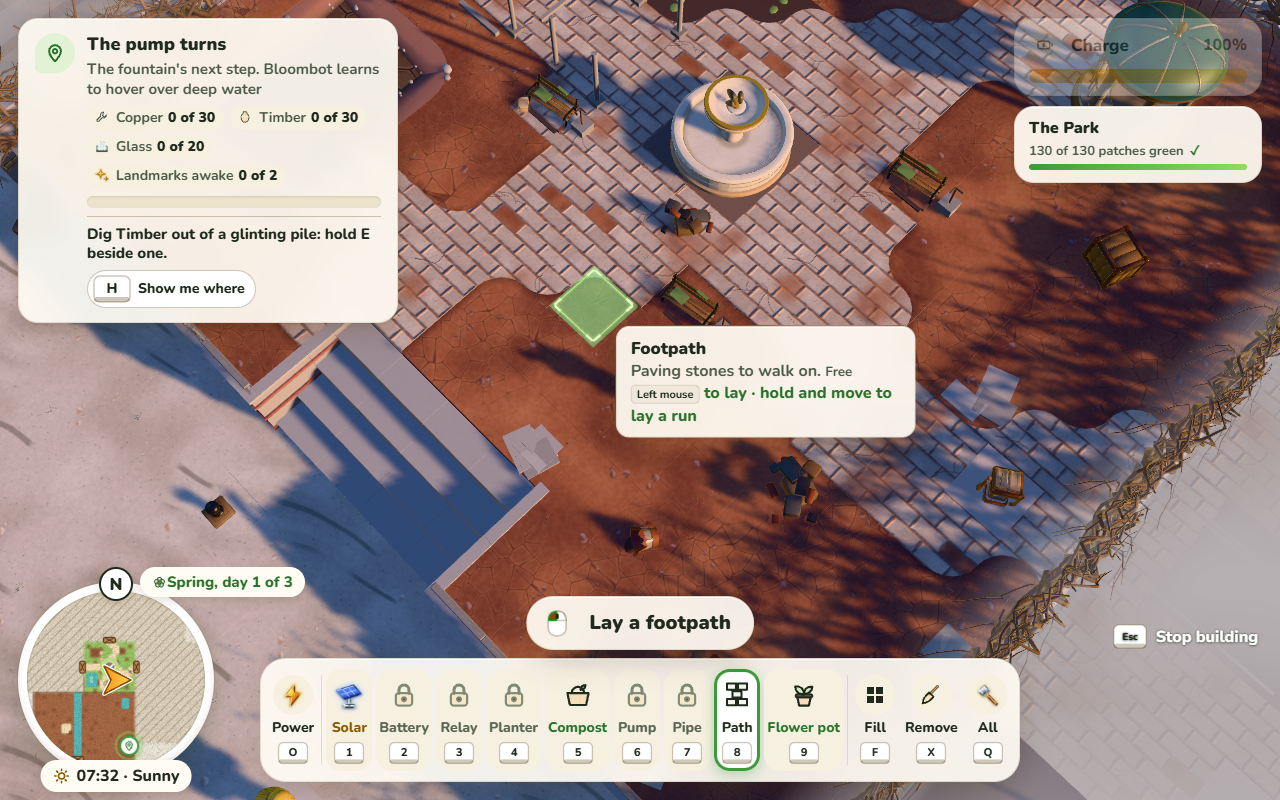 The pump turns
The fountain's next step. Bloombot learns
to hover over deep water
Copper 0 of 30 Timber 0 of 30
Glass 0 of 20
Landmarks awake 0 of 2
Dig Timber out of a glinting pile: hold E
beside one.
H Show me where
Charge 100%
The Park
130 of 130 patches green ✓
Footpath
Paving stones to walk on. Free
Left mouse to lay · hold and move to
lay a run
N
Spring, day 1 of 3
07:32 · Sunny
Lay a footpath
Esc Stop building
Power Solar Battery Relay Planter Compost Pump Pipe Path Flower pot Fill Remove All
O 1 2 3 4 5 6 7 8 9 F X Q